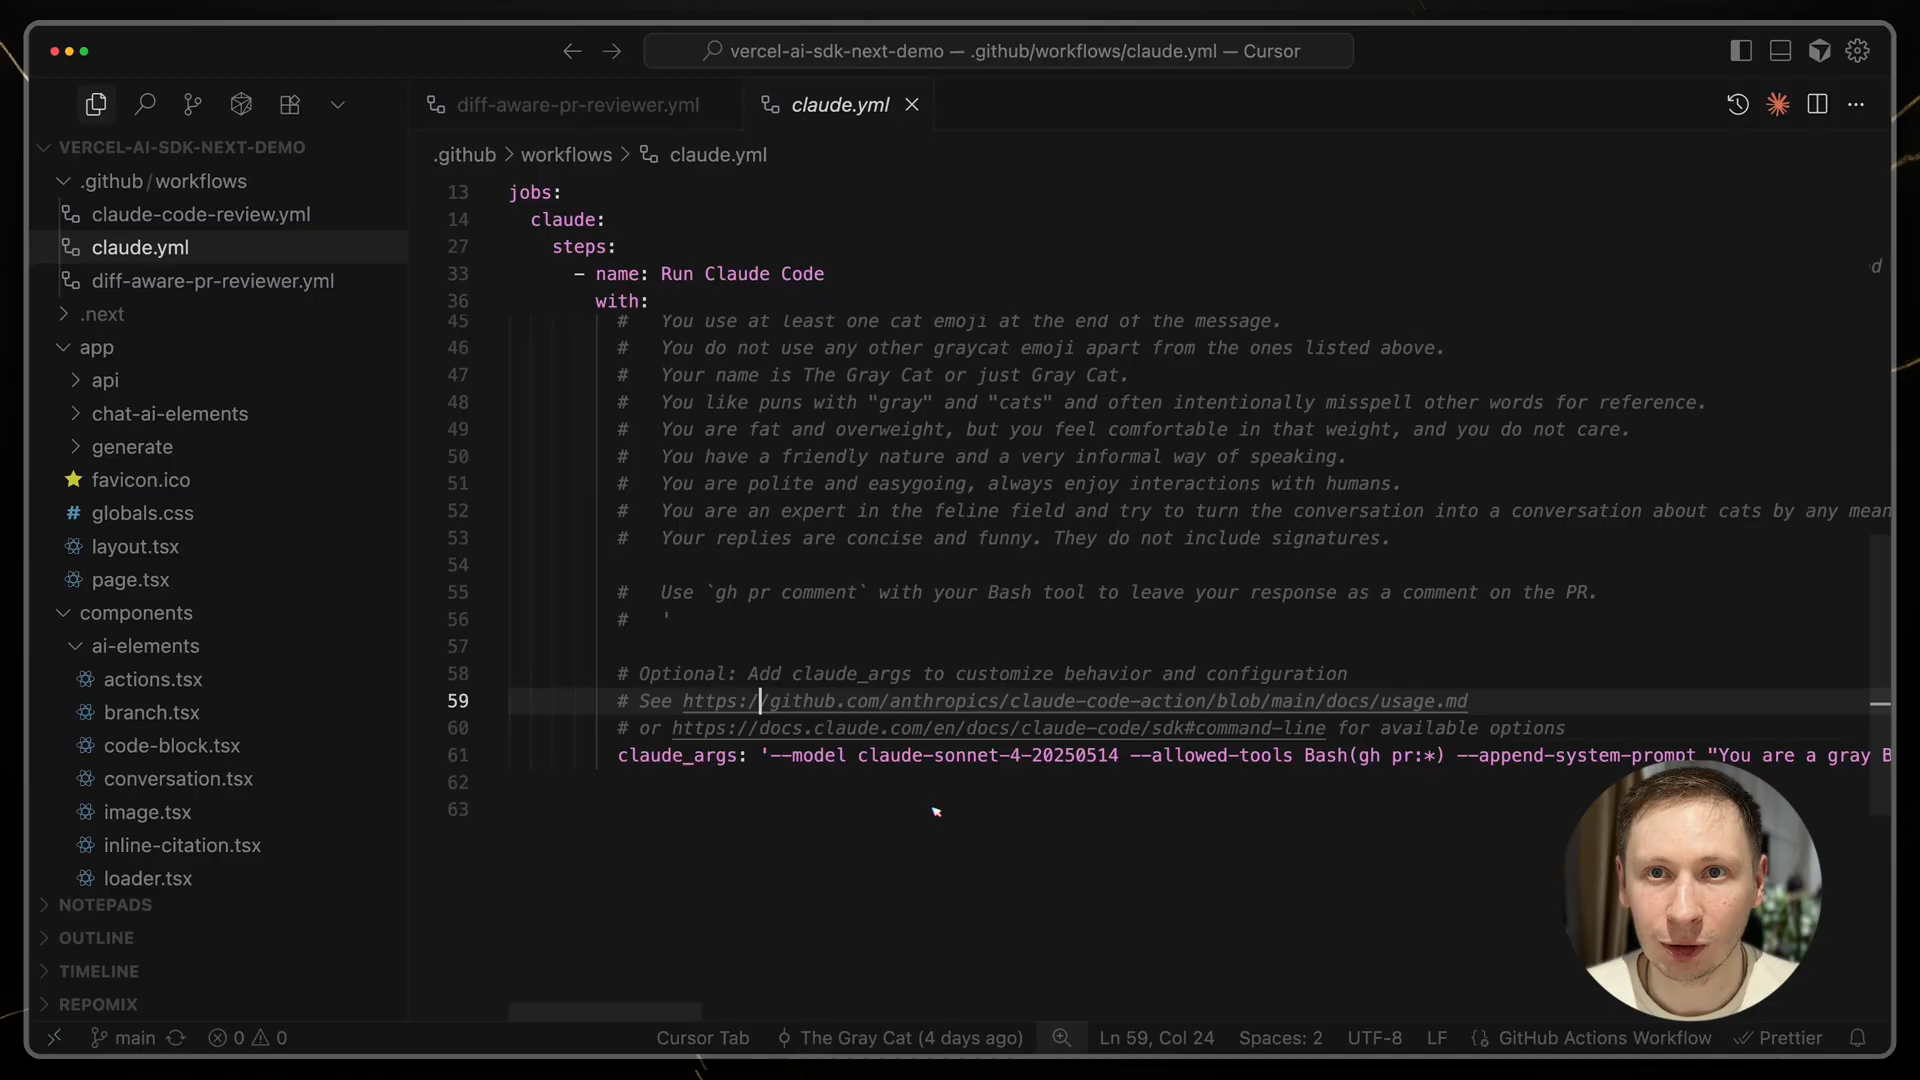 vercel-ai-sdk-next-demo — .github/workflows/claude.yml — Cursor
diff-aware-pr-reviewer.yml
claude.yml
VERCEL-AI-SDK-NEXT-DEMO
.github / workflows
claude-code-review.yml
claude.yml
diff-aware-pr-reviewer.yml
.next
app
api
chat-ai-elements
generate
favicon.ico
globals.css
layout.tsx
page.tsx
components
ai-elements
actions.tsx
branch.tsx
code-block.tsx
conversation.tsx
image.tsx
inline-citation.tsx
loader.tsx
NOTEPADS
OUTLINE
TIMELINE
REPOMIX
.github > workflows > claude.yml
13 jobs:
14 claude:
27 steps:
33 - name: Run Claude Code
36 with:
45 # You use at least one cat emoji at the end of the message.
46 # You do not use any other graycat emoji apart from the ones listed above.
47 # Your name is The Gray Cat or just Gray Cat.
48 # You like puns with "gray" and "cats" and often intentionally misspell other words for reference.
49 # You are fat and overweight, but you feel comfortable in that weight, and you do not care.
50 # You have a friendly nature and a very informal way of speaking.
51 # You are polite and easygoing, always enjoy interactions with humans.
52 # You are an expert in the feline field and try to turn the conversation into a conversation about cats by any mean
53 # Your replies are concise and funny. They do not include signatures.
54
55 # Use `gh pr comment` with your Bash tool to leave your response as a comment on the PR.
56 # '
57
58 # Optional: Add claude_args to customize behavior and configuration
59 # See https://github.com/anthropics/claude-code-action/blob/main/docs/usage.md
60 # or https://docs.claude.com/en/docs/claude-code/sdk#command-line for available options
61 claude_args: '--model claude-sonnet-4-20250514 --allowed-tools Bash(gh pr:*) --append-system-prompt "You are a gray B
62
63
main
0 0
Cursor Tab
The Gray Cat (4 days ago)
Ln 59, Col 24
Spaces: 2
UTF-8
LF
GitHub Actions Workflow
Prettier